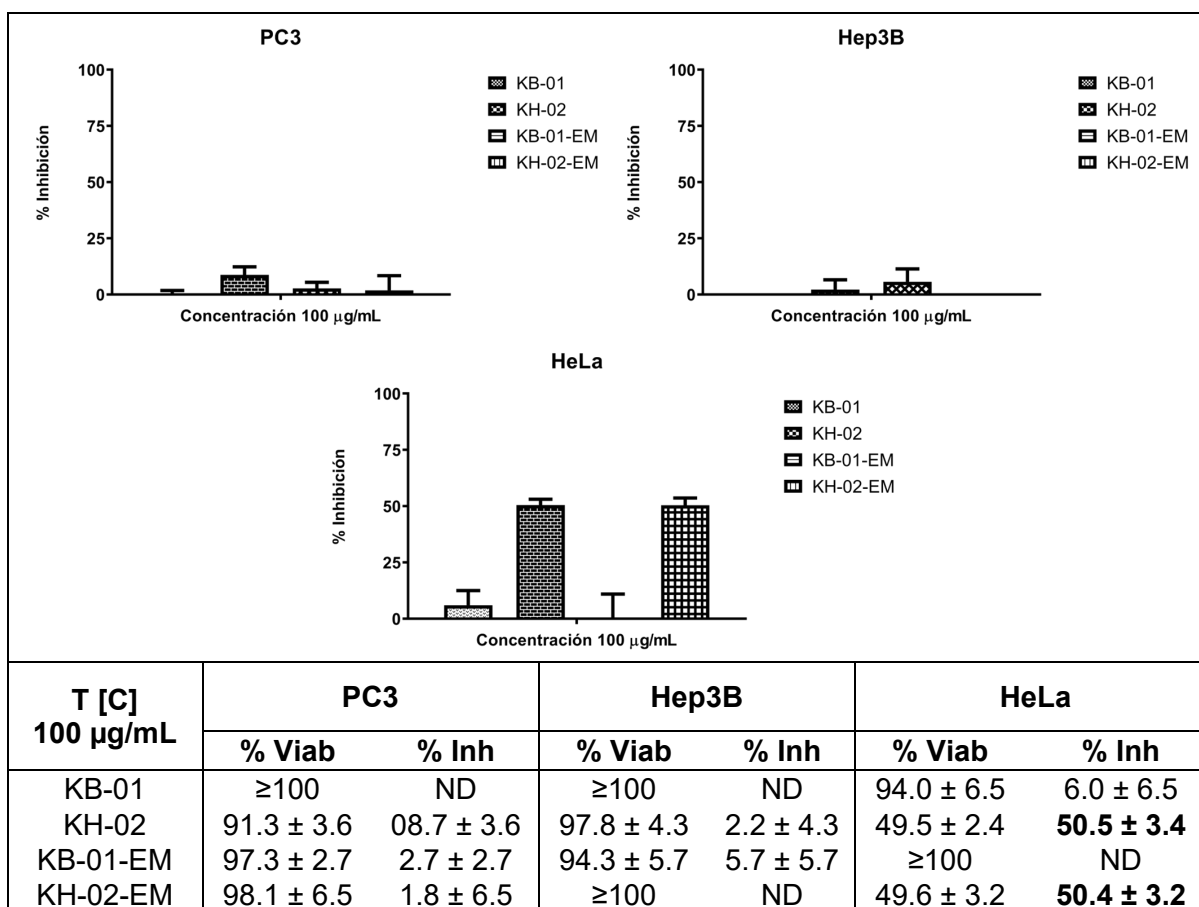 PC3
100
75
50
25
0
% Inhibición
Concentración 100 µg/mL
KB-01
KH-02
KB-01-EM
KH-02-EM
Hep3B
100
75
50
25
0
% Inhibición
Concentración 100 µg/mL
KB-01
KH-02
KB-01-EM
KH-02-EM
HeLa
100
75
50
25
0
% Inhibición
Concentración 100 µg/mL
KB-01
KH-02
KB-01-EM
KH-02-EM
T [C] 100 µg/mL PC3 Hep3B HeLa
% Viab % Inh % Viab % Inh % Viab % Inh
KB-01 ≥100 ND ≥100 ND 94.0 ± 6.5 6.0 ± 6.5
KH-02 91.3 ± 3.6 08.7 ± 3.6 97.8 ± 4.3 2.2 ± 4.3 49.5 ± 2.4 50.5 ± 3.4
KB-01-EM 97.3 ± 2.7 2.7 ± 2.7 94.3 ± 5.7 5.7 ± 5.7 ≥100 ND
KH-02-EM 98.1 ± 6.5 1.8 ± 6.5 ≥100 ND 49.6 ± 3.2 50.4 ± 3.2